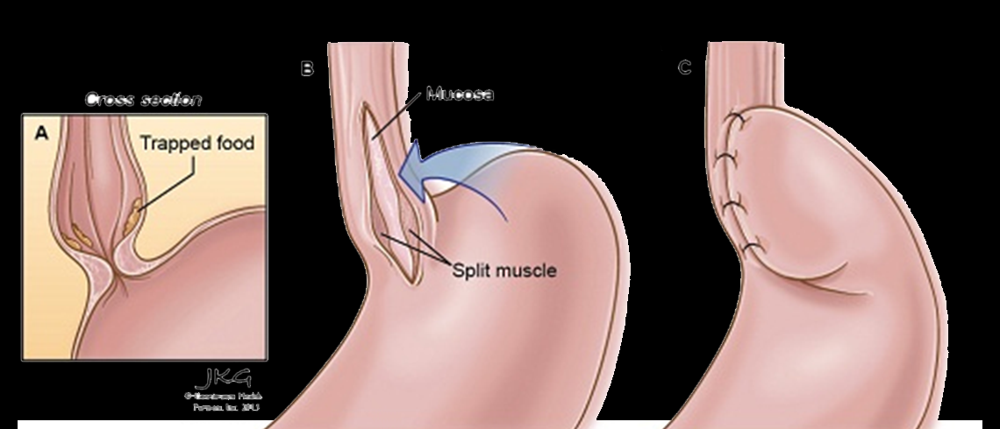 Cross section
A
Trapped food
B
Mucosa
Split muscle
C
JKG